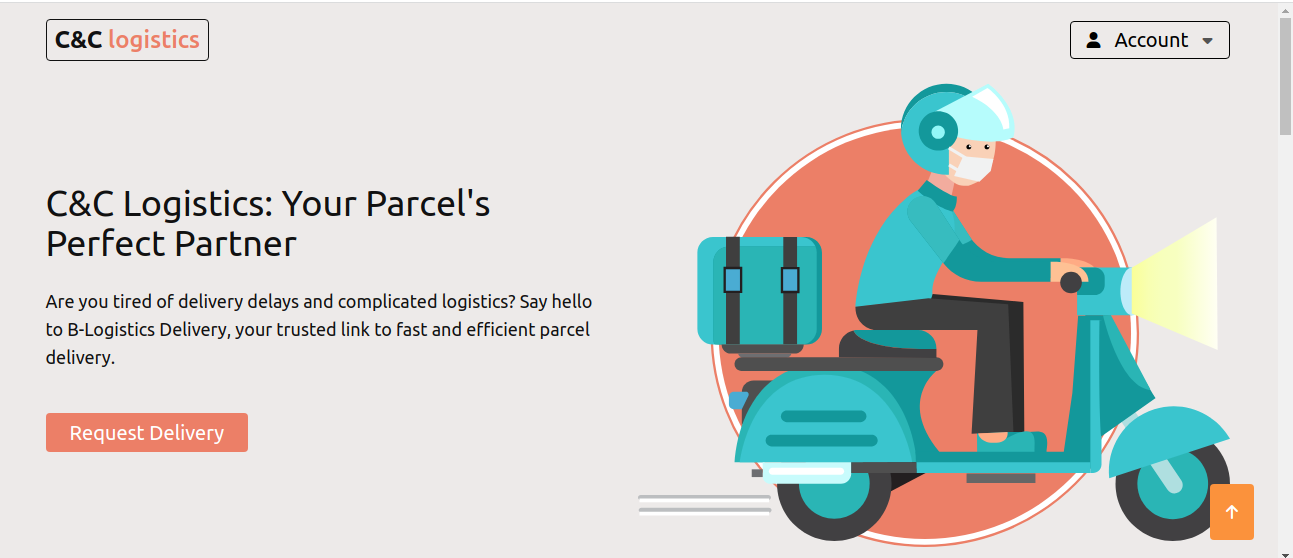 C&C logistics
Account
C&C Logistics: Your Parcel's
Perfect Partner
Are you tired of delivery delays and complicated logistics? Say hello
to B-Logistics Delivery, your trusted link to fast and efficient parcel
delivery.
Request Delivery